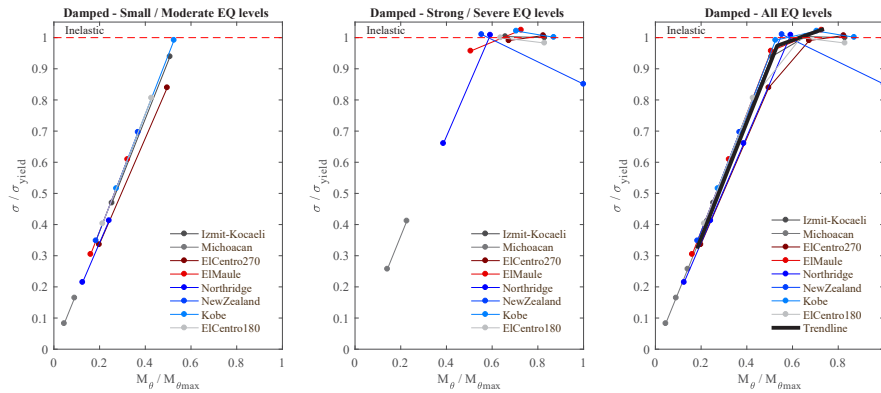 Damped - Small / Moderate EQ levels
Inelastic
1
0.9
0.8
0.7
0.6
0.5
0.4
0.3
0.2
0.1
0
σ / σyield
0
0.2
0.4
0.6
0.8
1
Mθ / Mθmax
Izmit-Kocaeli
Michoacan
ElCentro270
ElMaule
Northridge
NewZealand
Kobe
ElCentro180
Damped - Strong / Severe EQ levels
Inelastic
1
0.9
0.8
0.7
0.6
0.5
0.4
0.3
0.2
0.1
0
σ / σyield
0
0.2
0.4
0.6
0.8
1
Mθ / Mθmax
Izmit-Kocaeli
Michoacan
ElCentro270
ElMaule
Northridge
NewZealand
Kobe
ElCentro180
Damped - All EQ levels
Inelastic
1
0.9
0.8
0.7
0.6
0.5
0.4
0.3
0.2
0.1
0
σ / σyield
0
0.2
0.4
0.6
0.8
Mθ / Mθmax
Izmit-Kocaeli
Michoacan
ElCentro270
ElMaule
Northridge
NewZealand
Kobe
ElCentro180
Trendline